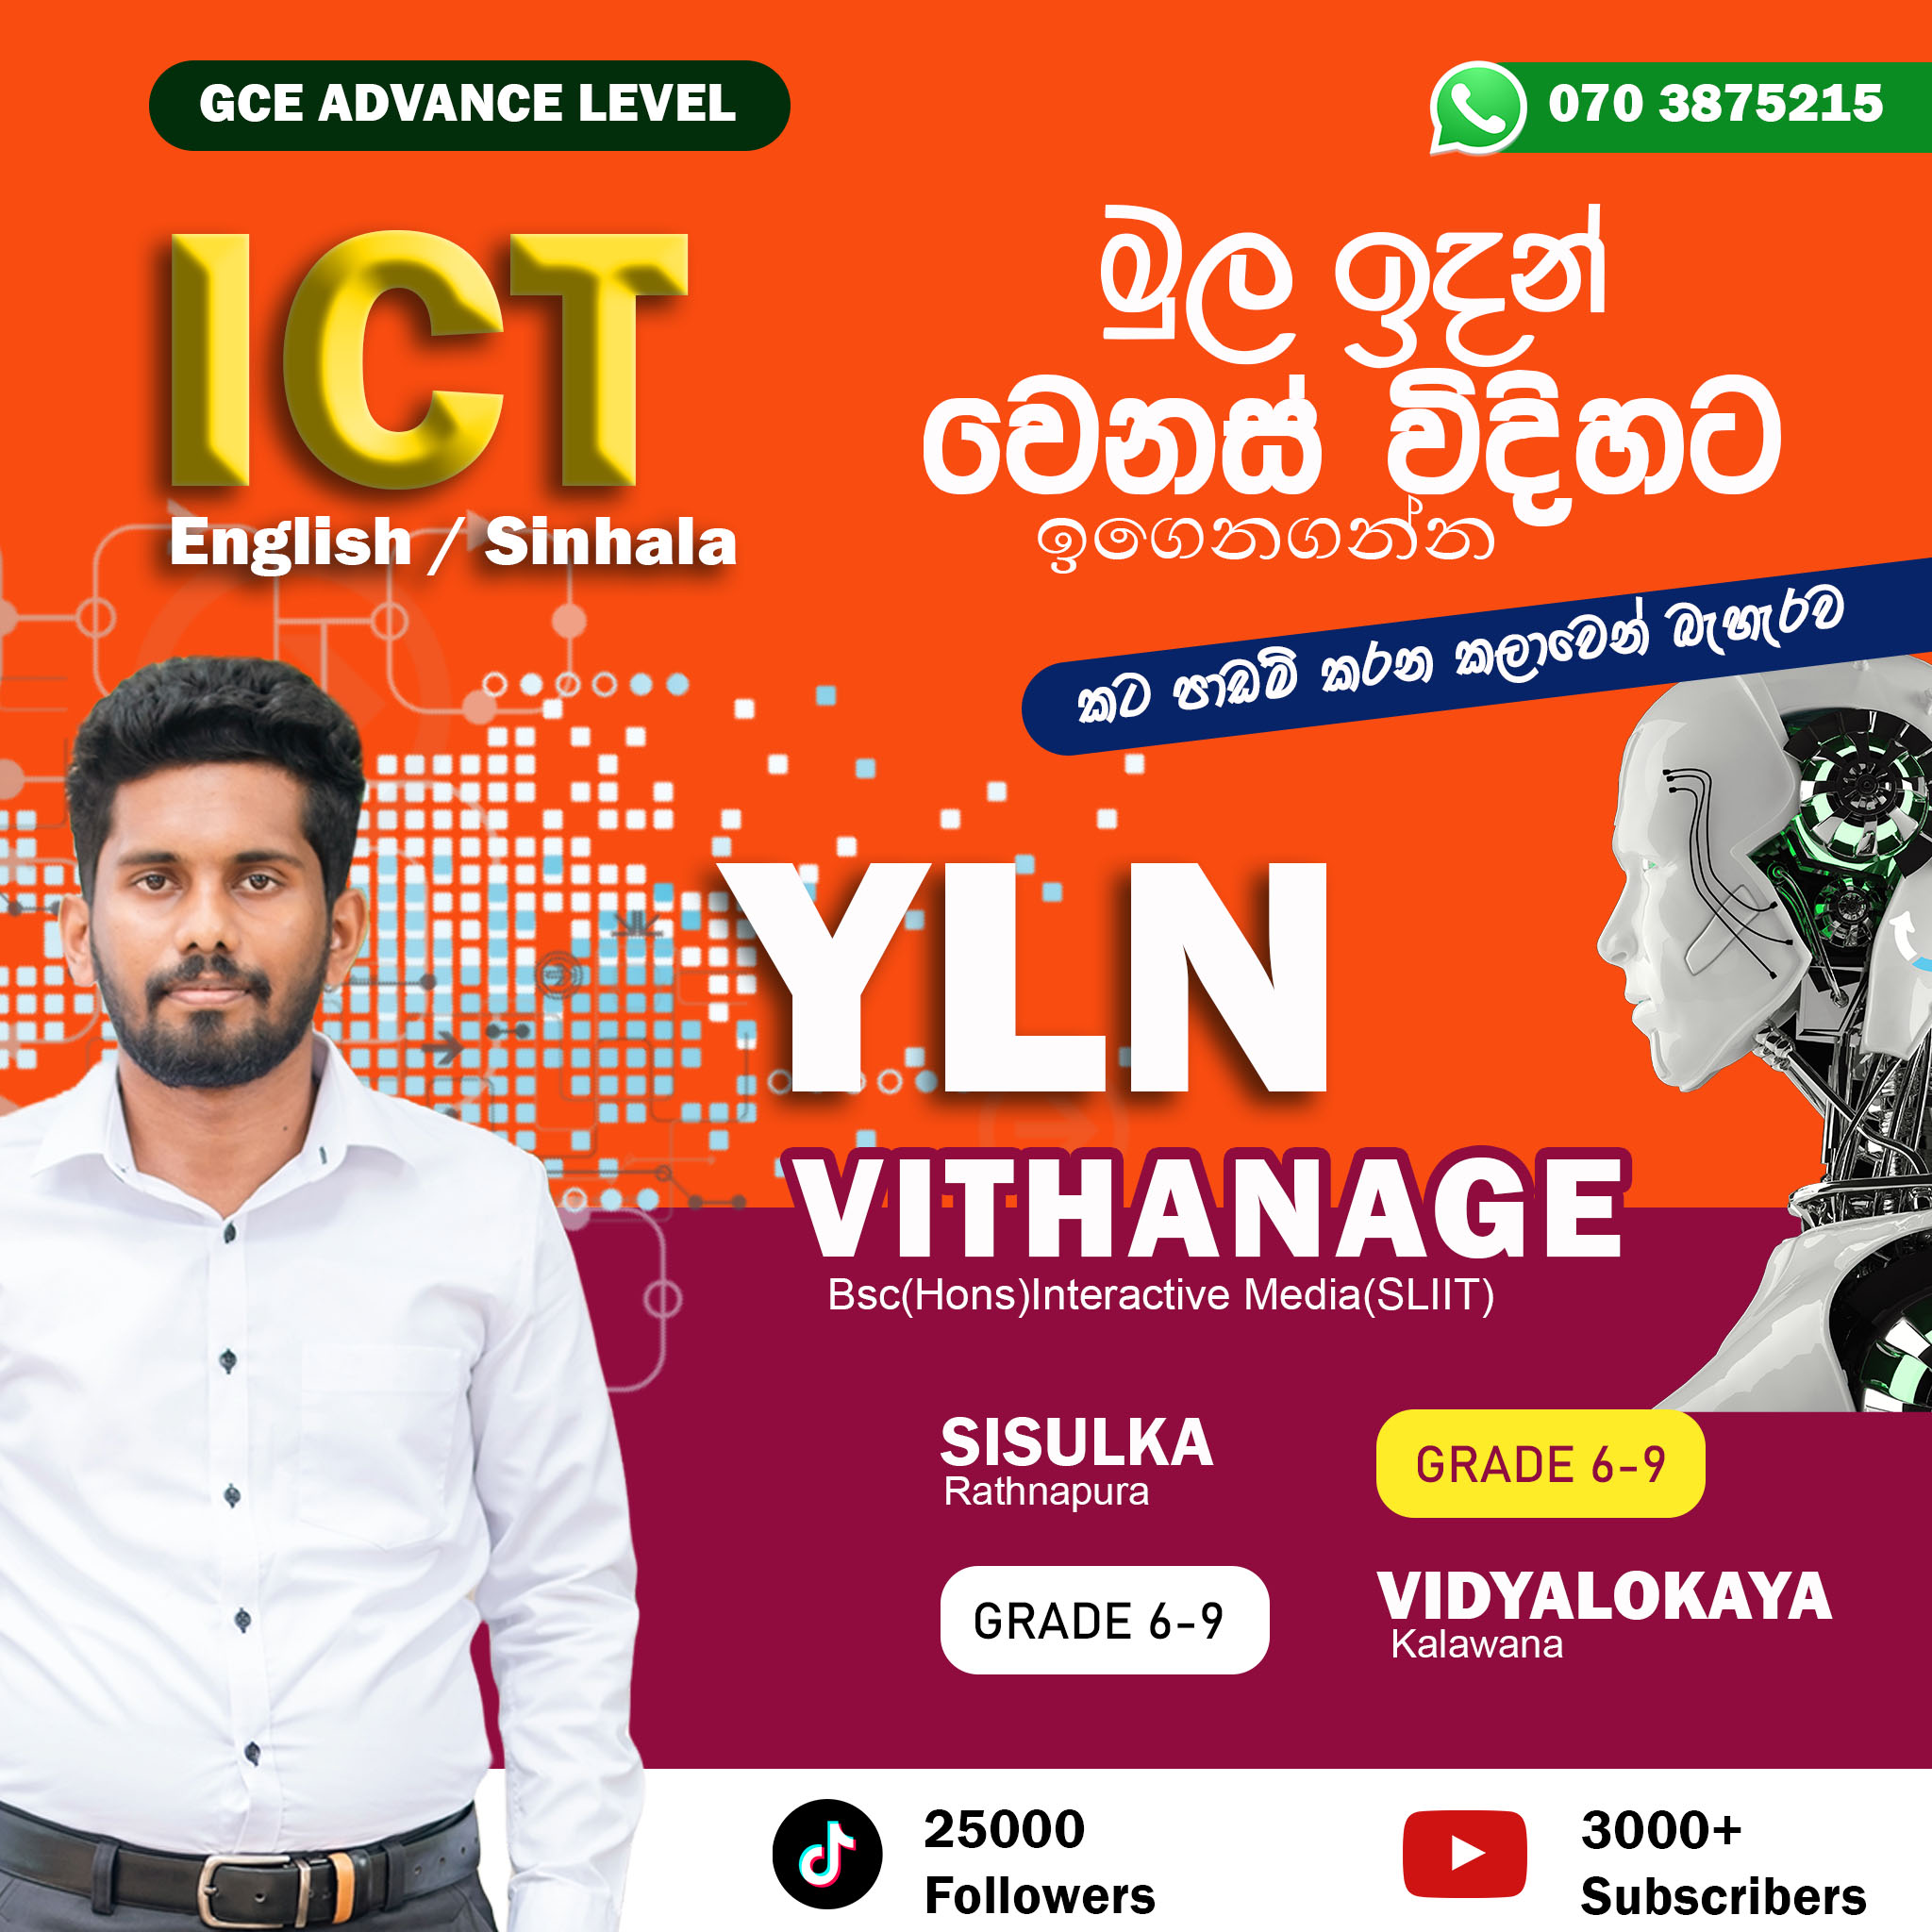 GCE ADVANCE LEVEL
070 3875215
ICT
English / Sinhala
මුල ඉදන්
වෙනස් විදිහට
ඉගෙනගන්න
කට පාඩම් කරන කලාවෙන් බැහැරව
YLN
VITHANAGE
Bsc(Hons)Interactive Media(SLIIT)
SISULKA
Rathnapura
GRADE 6-9
GRADE 6-9
VIDYALOKAYA
Kalawana
25000
Followers
3000+
Subscribers